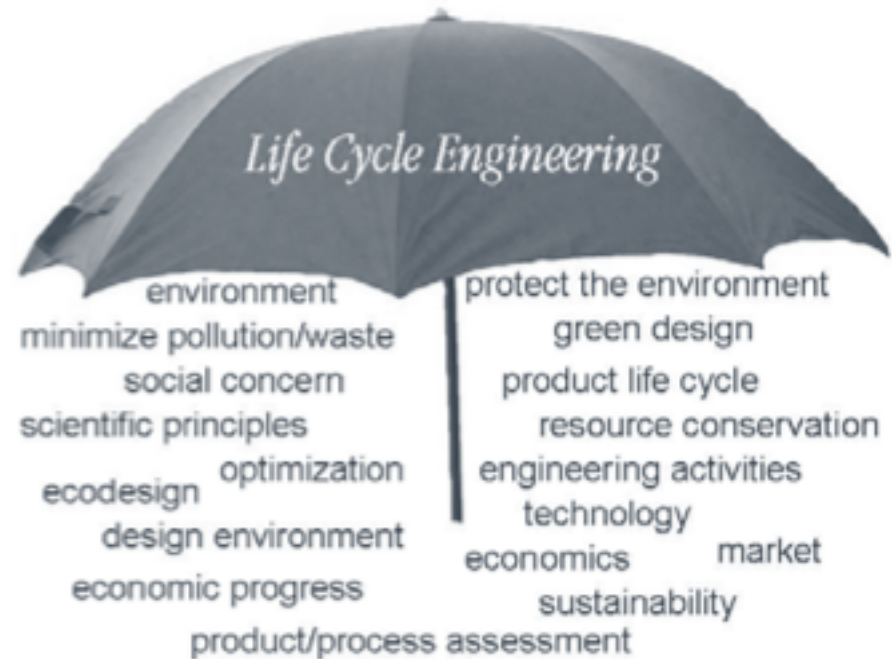 Life Cycle Engineering
environment
protect the environment
minimize pollution/waste
green design
social concern
product life cycle
scientific principles
resource conservation
optimization
engineering activities
ecodesign
technology
design environment
economics
market
economic progress
sustainability
product/process assessment